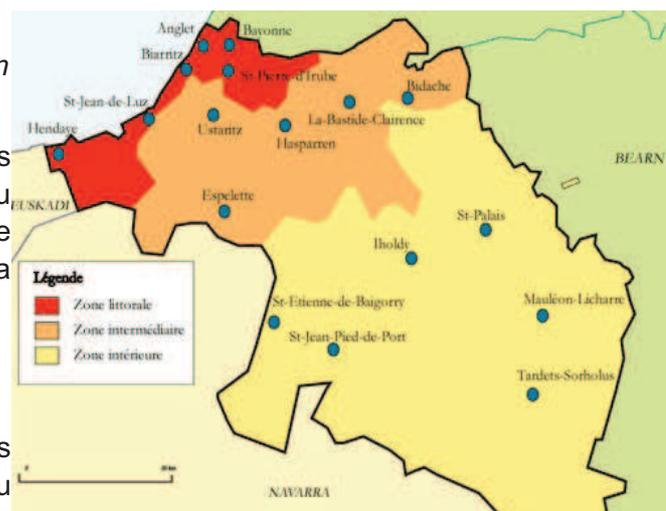 Anglet
Bayonne
Biarritz
St-Pierre-d'Irube
Bidache
St-Jean-de-Luz
La-Bastide-Clairence
Ustaritz
Hasparren
Hendaye
n
s
u
e
a
BEARN
EUSKADI
Espelette
St-Palais
Iholdy
Légende
Zone littorale
Zone intermédiaire
Zone intérieure
St-Etienne-de-Baigorry
Mauléon-Licharre
St-Jean-Pied-de-Port
Tardets-Sorholus
s
u
NAVARRA